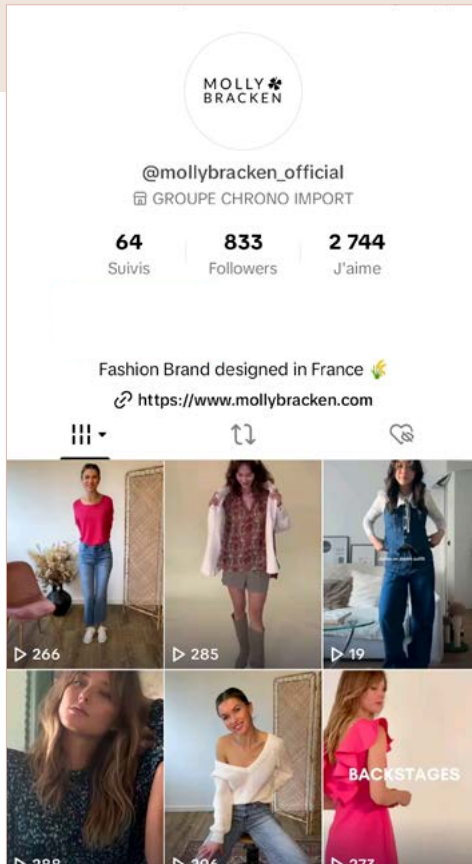 MOLLY
BRACKEN
@mollybracken_official
GROUPE CHRONO IMPORT
64 833 2 744
Suivis Followers J'aime
Fashion Brand designed in France 🌾
https://www.mollybracken.com
266 285 19
BACKSTAGES